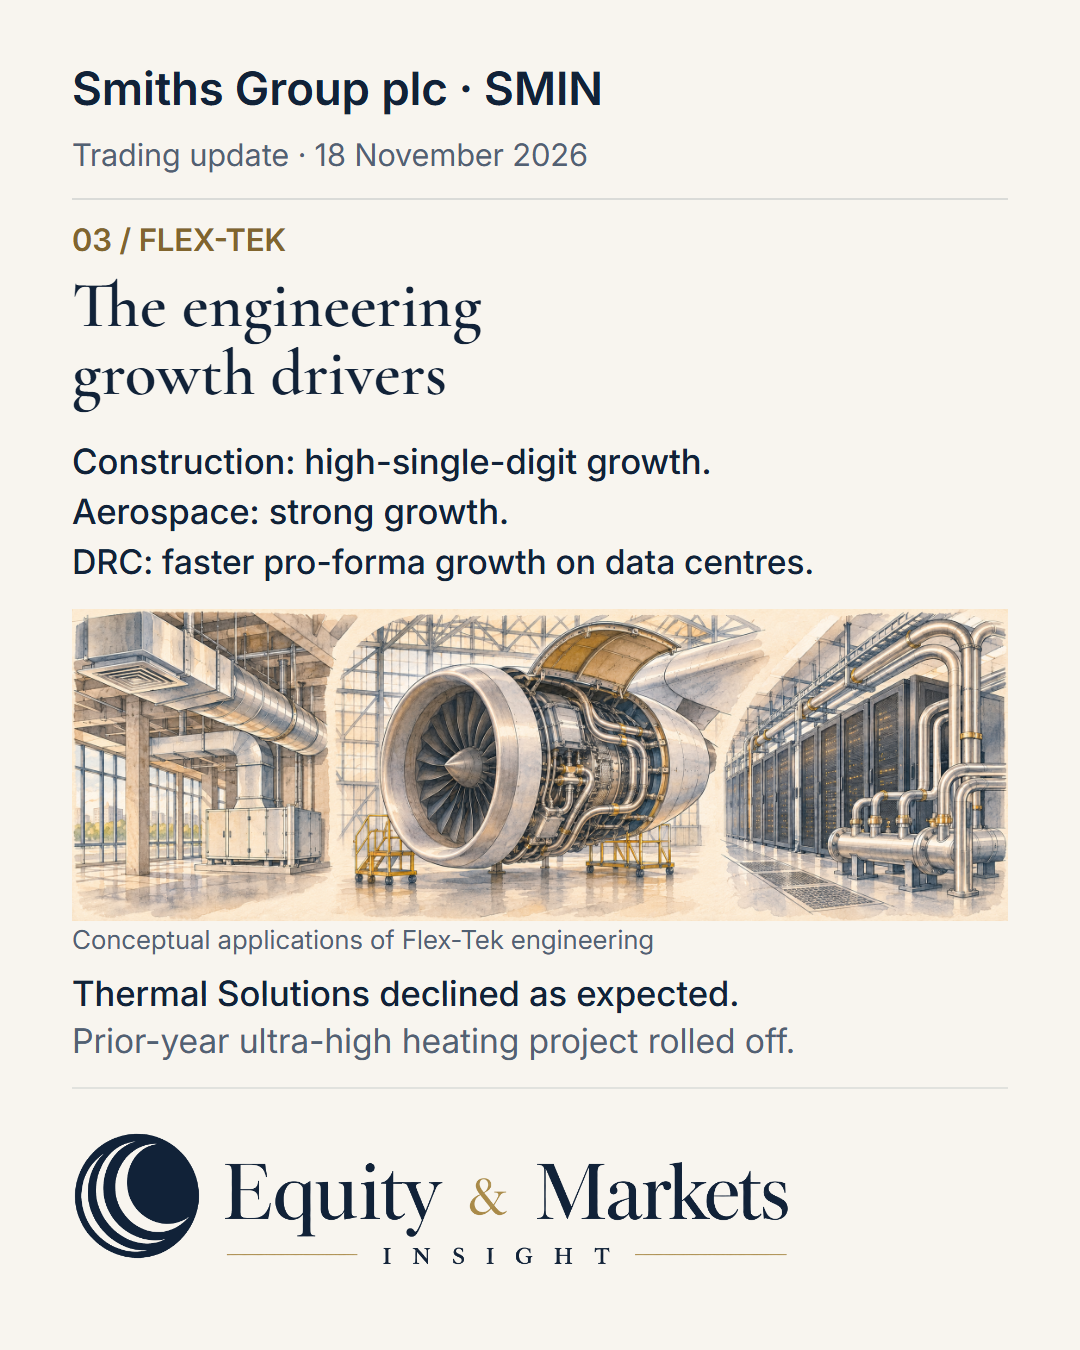 Smiths Group plc · SMIN
Trading update · 18 November 2026
03 / FLEX-TEK
The engineering
growth drivers
Construction: high-single-digit growth.
Aerospace: strong growth.
DRC: faster pro-forma growth on data centres.
Conceptual applications of Flex-Tek engineering
Thermal Solutions declined as expected.
Prior-year ultra-high heating project rolled off.
Equity & Markets
INSIGHT